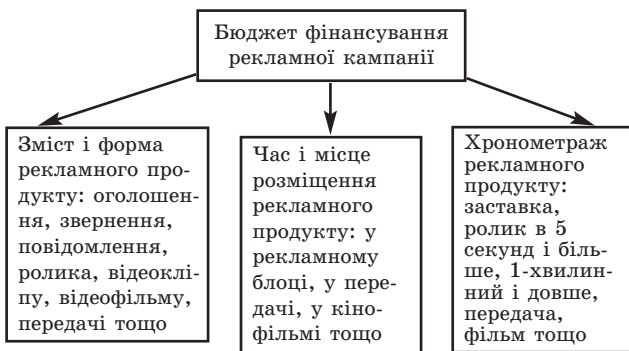 Бюджет фінансування
рекламної кампанії
Зміст і форма
рекламного про-
дукту: оголошен-
ня, звернення,
повідомлення,
ролика, відеоклі-
пу, відеофільму,
передачі тощо
Час і місце
розміщення
рекламного
продукту: у
рекламному
блоці, у пере-
дачі, у кіно-
фільмі тощо
Хронометраж
рекламного
продукту:
заставка,
ролик в 5
секунд і біль-
ше, 1-хвилин-
ний і довше,
передача,
фільм тощо